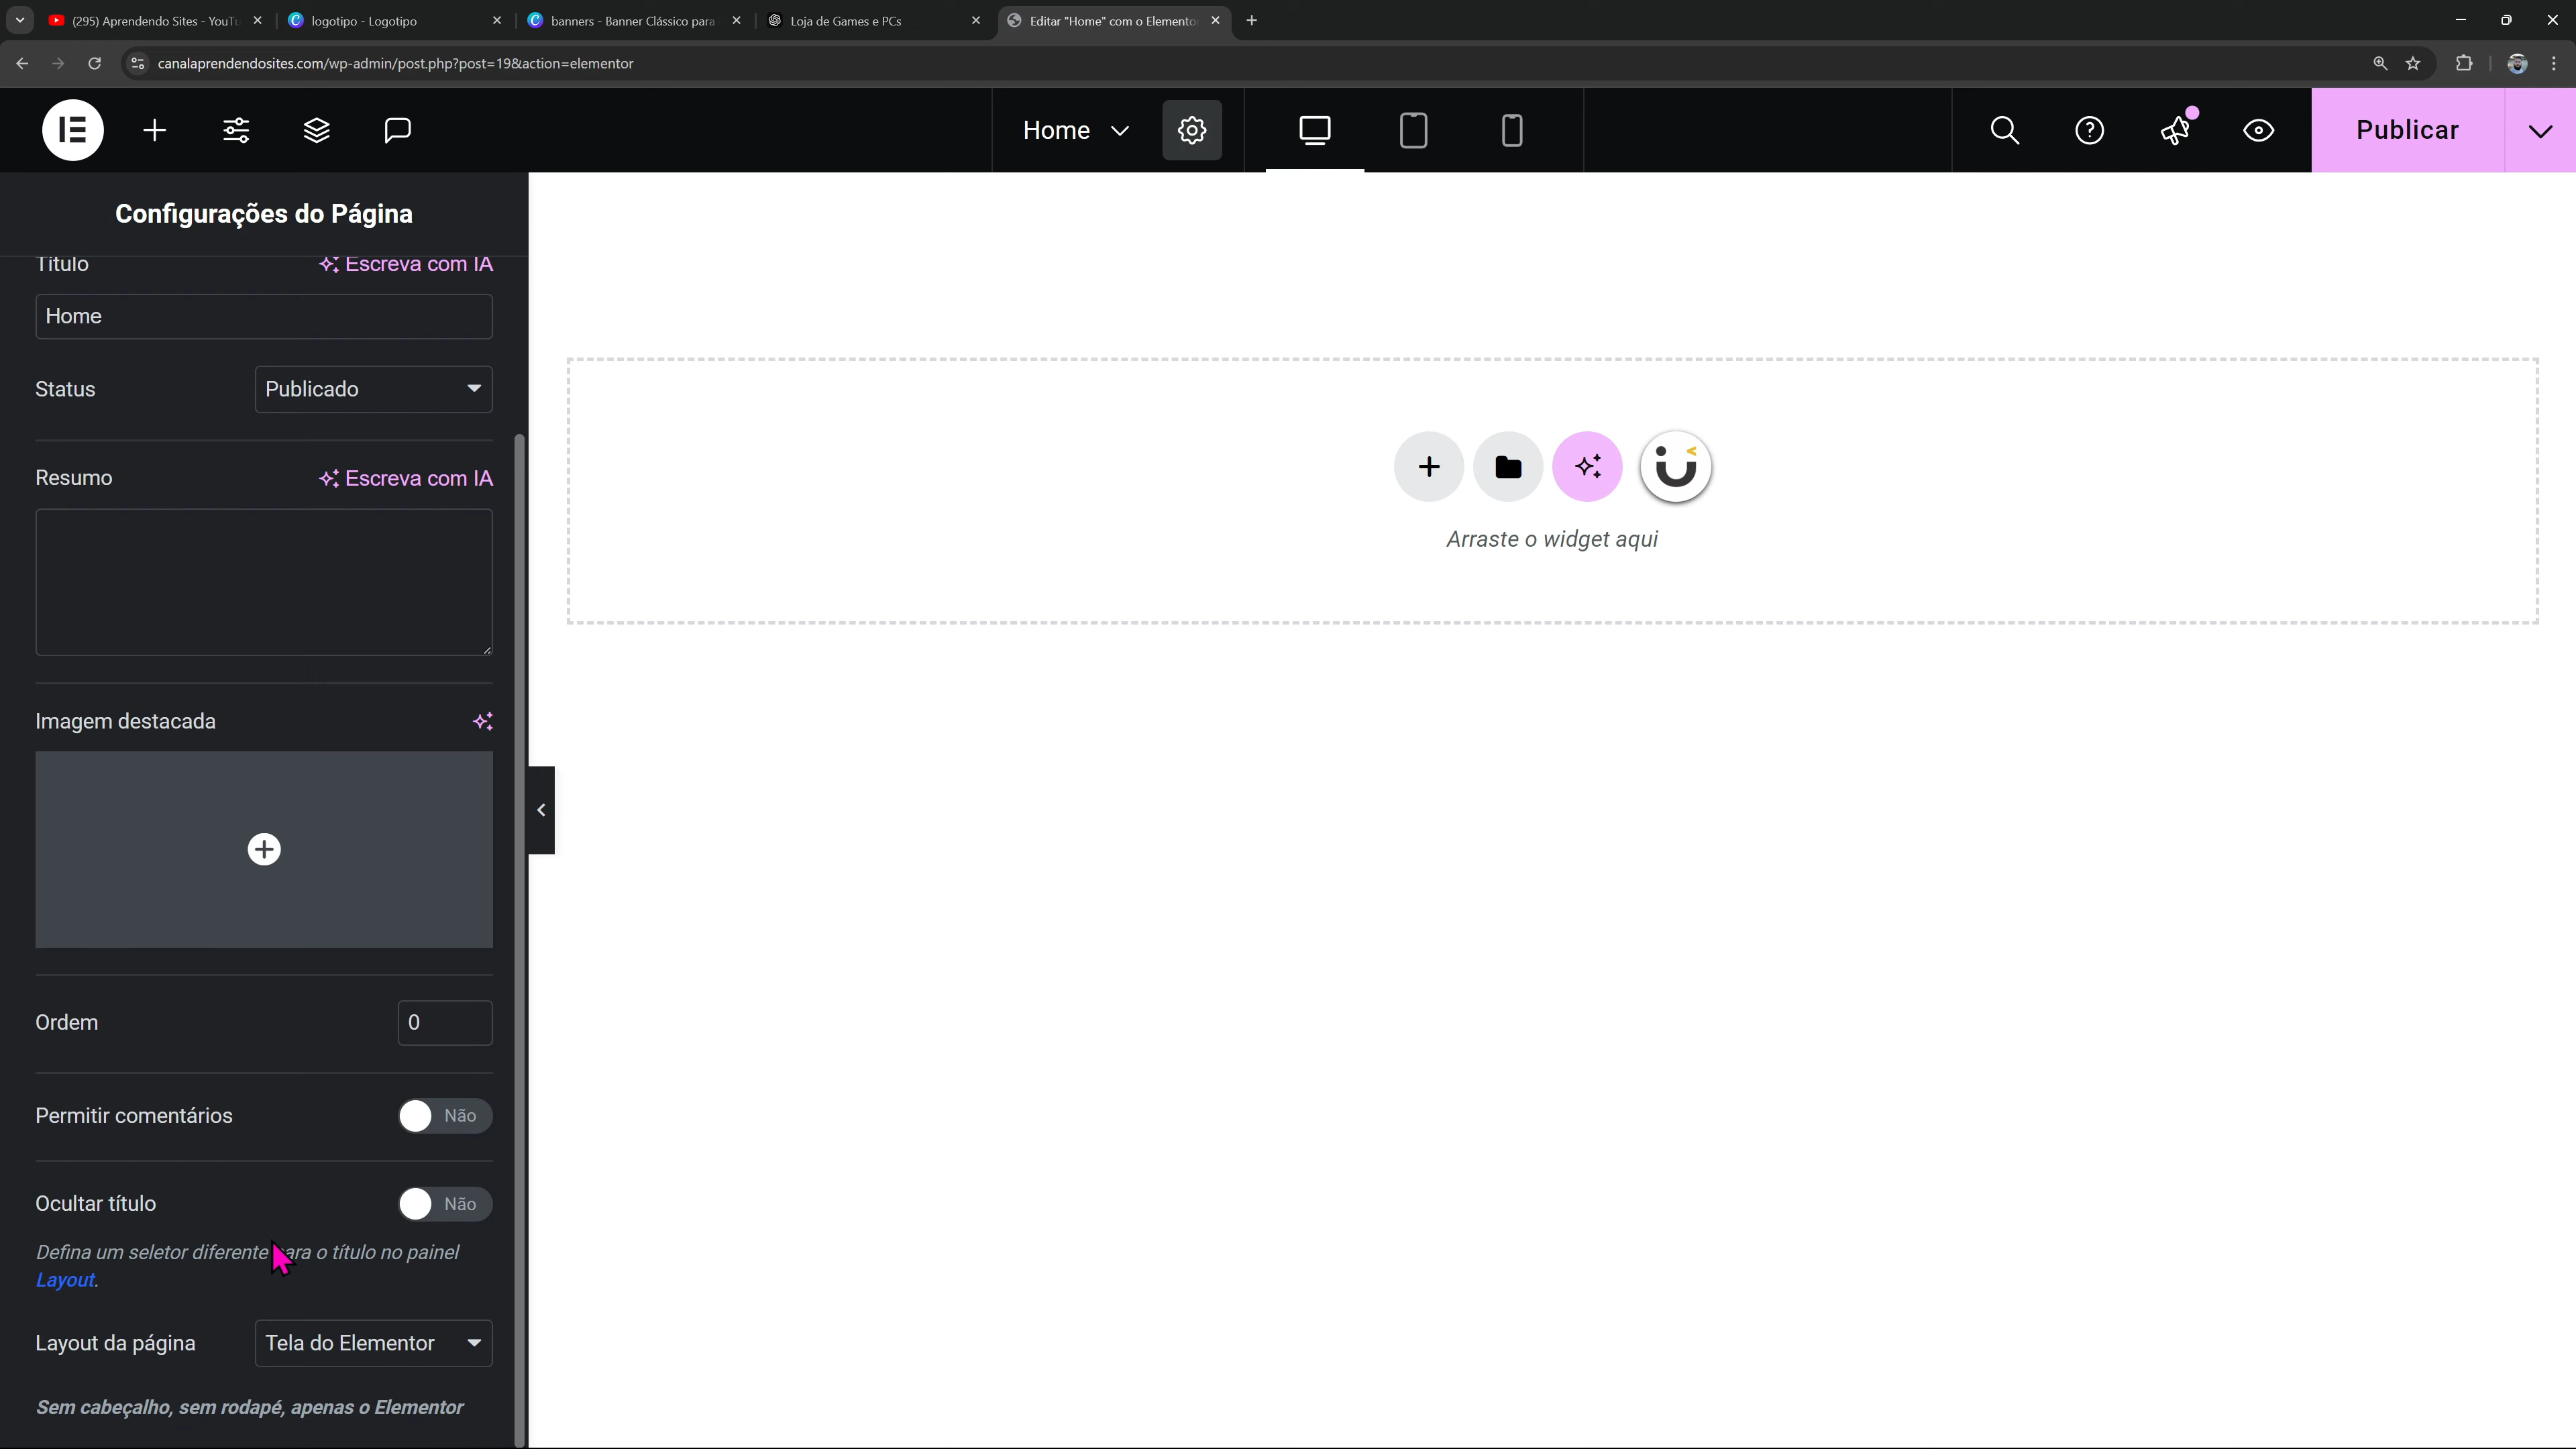 (295) Aprendendo Sites - YouTu
logotipo - Logotipo
banners - Banner Clássico para
Loja de Games e PCs
Editar "Home" com o Elemento
canalaprendendosites.com/wp-admin/post.php?post=19&action=elementor
Home
Publicar
Configurações do Página
Título
Escreva com IA
Home
Status
Publicado
Resumo
Escreva com IA
Imagem destacada
Ordem
0
Permitir comentários
Não
Ocultar título
Não
Defina um seletor diferente para o título no painel
Layout.
Layout da página
Tela do Elementor
Sem cabeçalho, sem rodapé, apenas o Elementor
Arraste o widget aqui